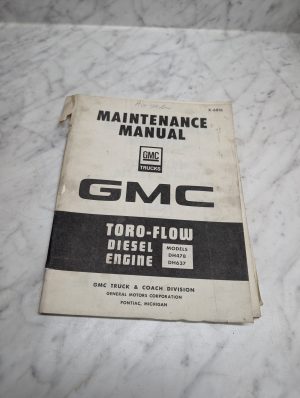 MAINTENANCE
MANUAL
GMC
TRUCKS
GMC
TORO-FLOW
DIESEL
ENGINE
MODELS
DH478
DH637
GMC TRUCK & COACH DIVISION
GENERAL MOTORS CORPORATION
PONTIAC, MICHIGAN